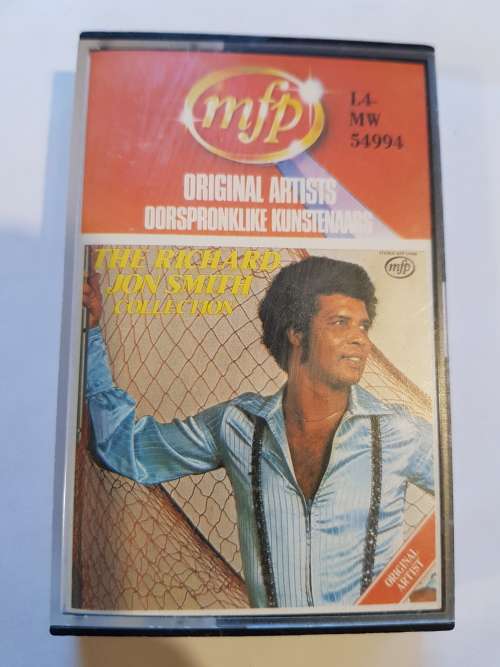 mfp
L4-
MW
54994
ORIGINAL ARTISTS
OORSPRONKLIKE KUNSTENAARS
THE RICHARD
JON SMITH
COLLECTION
mfp
ORIGINAL
ARTIST